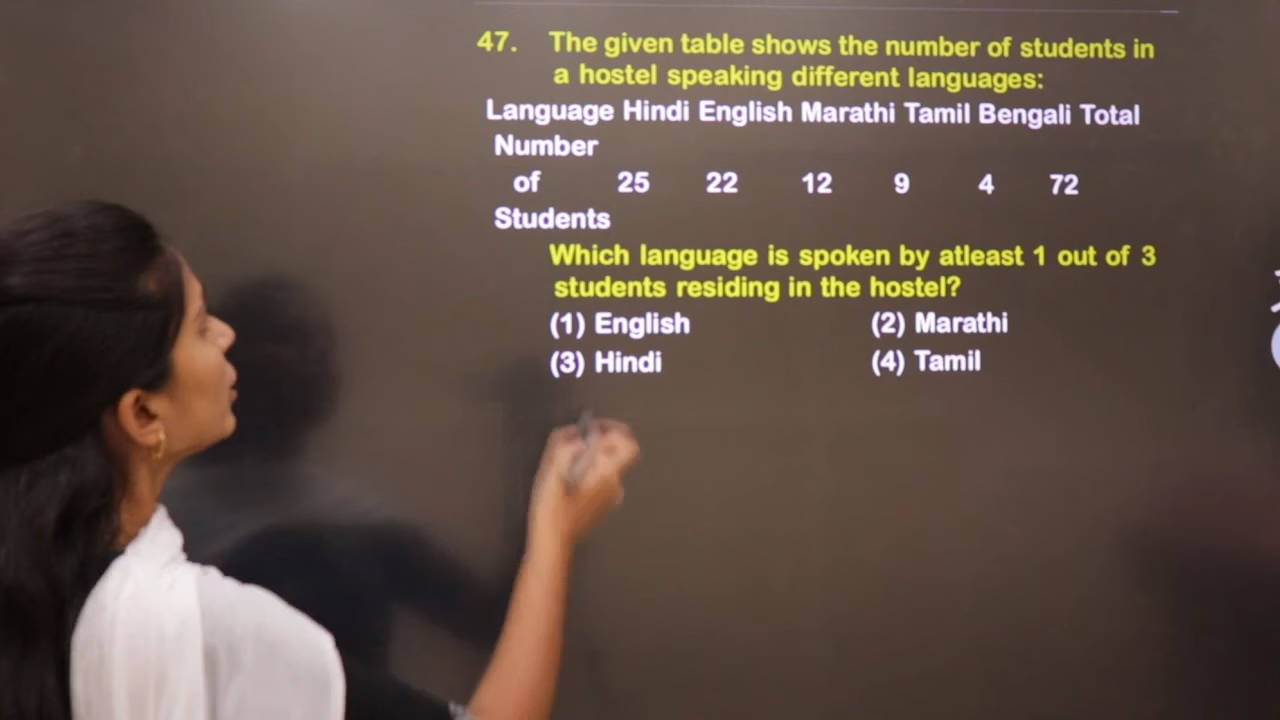 47. The given table shows the number of students in
a hostel speaking different languages:
Language Hindi English Marathi Tamil Bengali Total
Number
of 25 22 12 9 4 72
Students
Which language is spoken by atleast 1 out of 3
students residing in the hostel?
(1) English (2) Marathi
(3) Hindi (4) Tamil